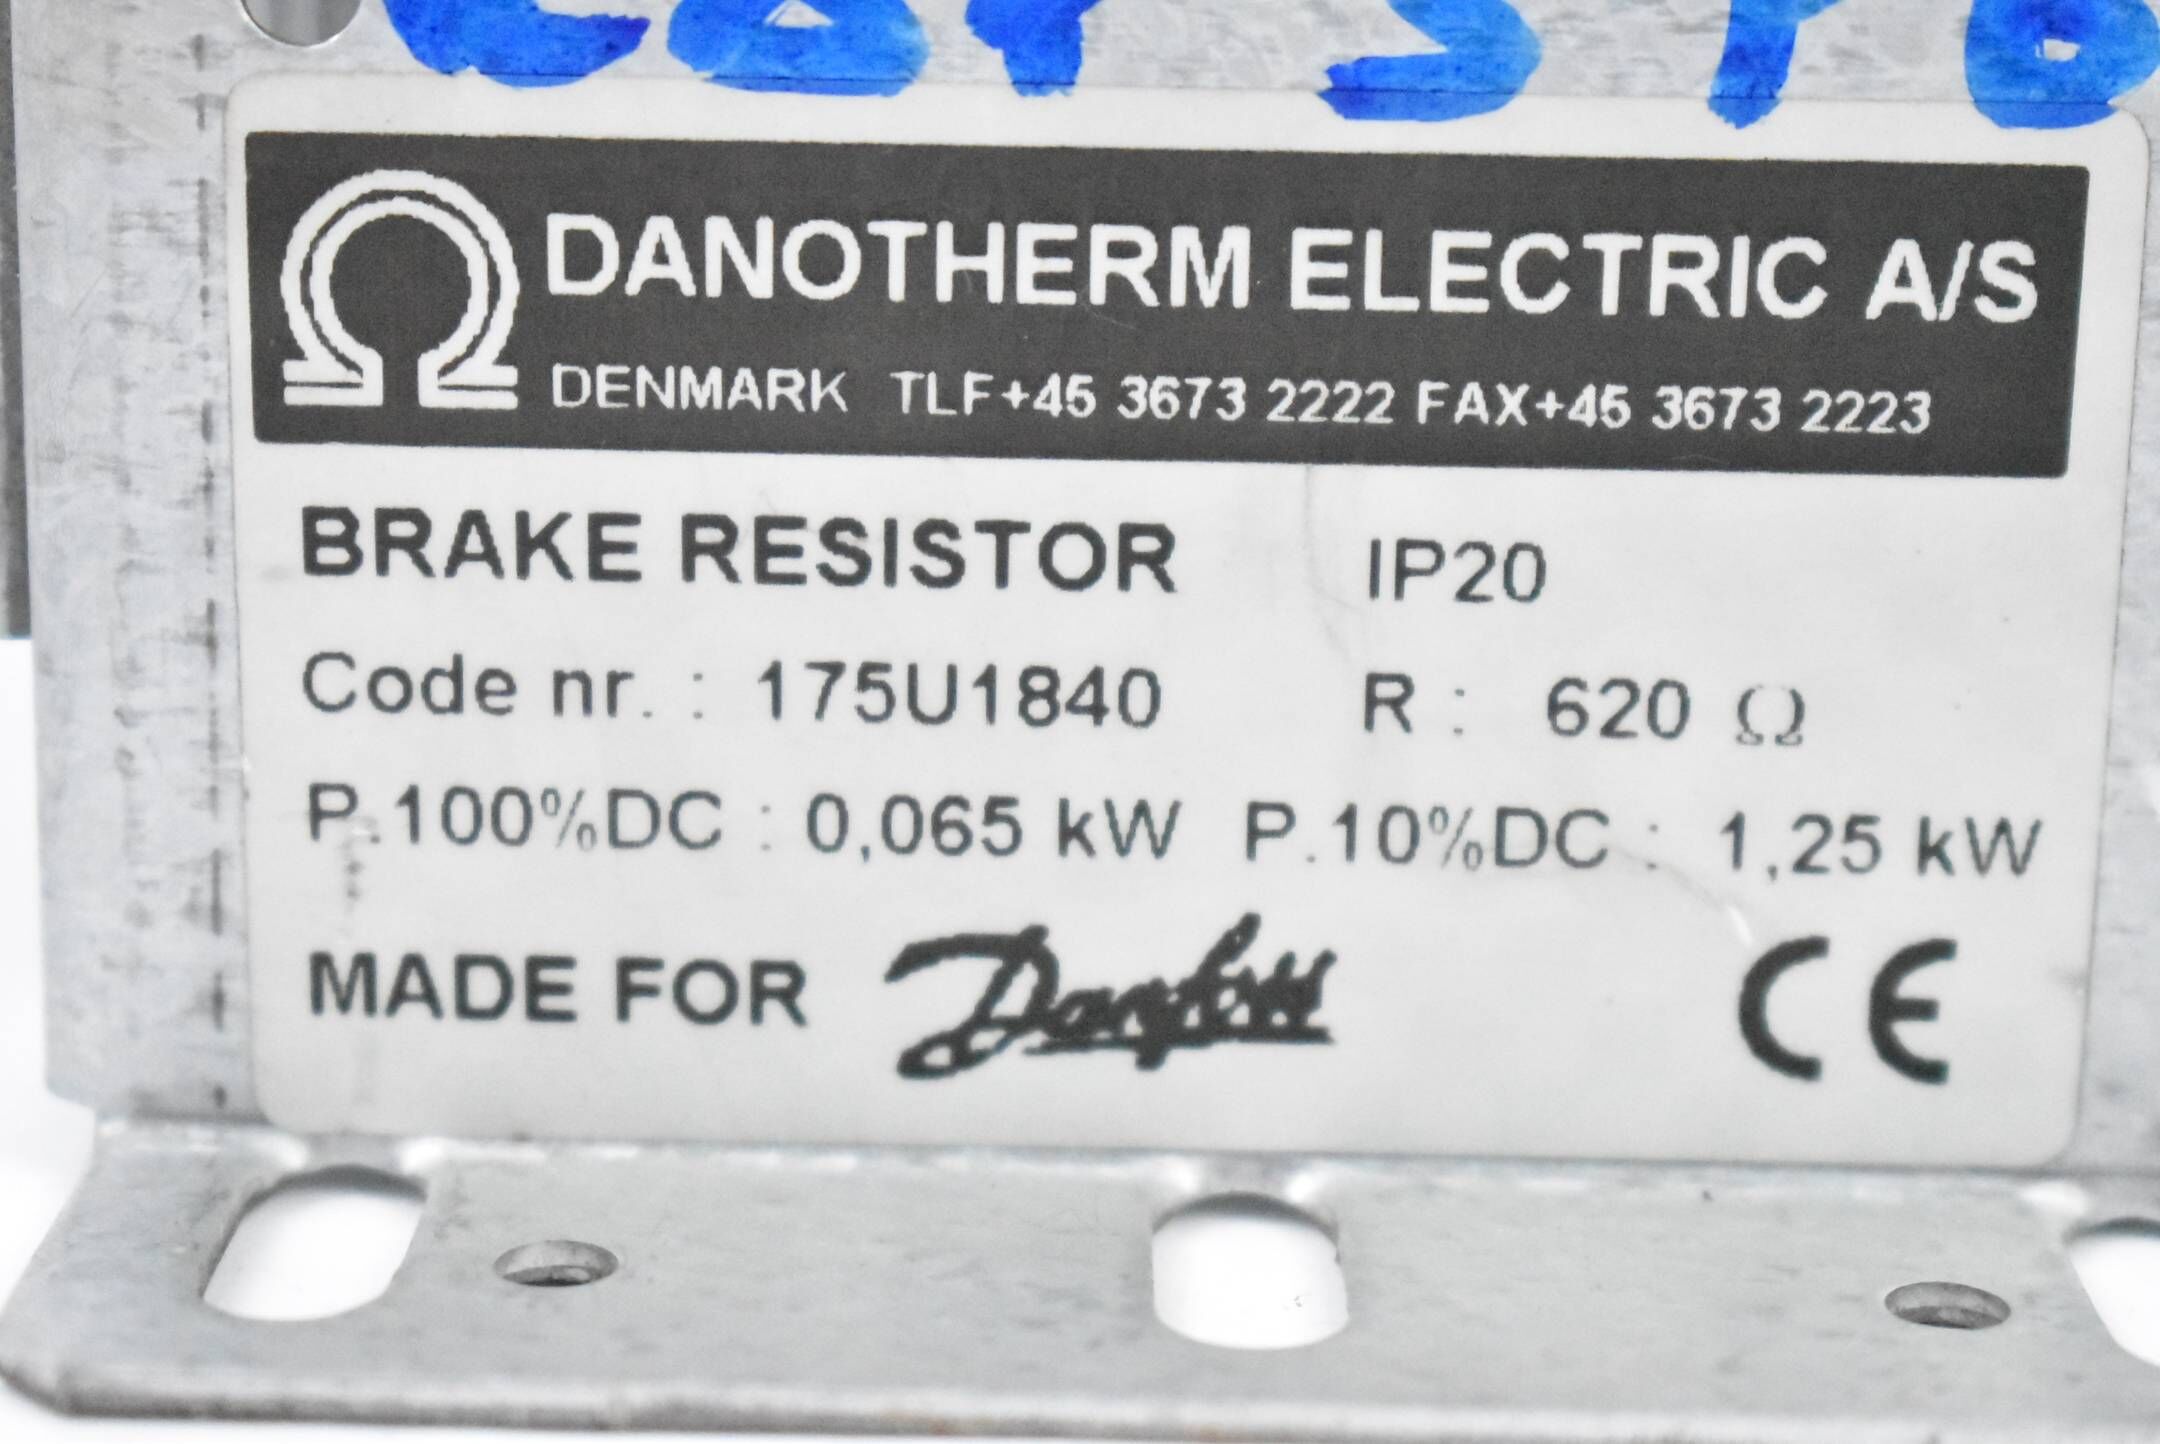 DANOTHERM ELECTRIC A/S
DENMARK TLF+45 3673 2222 FAX+45 3673 2223
BRAKE RESISTOR IP20
Code nr. : 175U1840 R : 620 Ω
P.100%DC : 0,065 kW P.10%DC : 1,25 kW
MADE FOR Danfoss CE